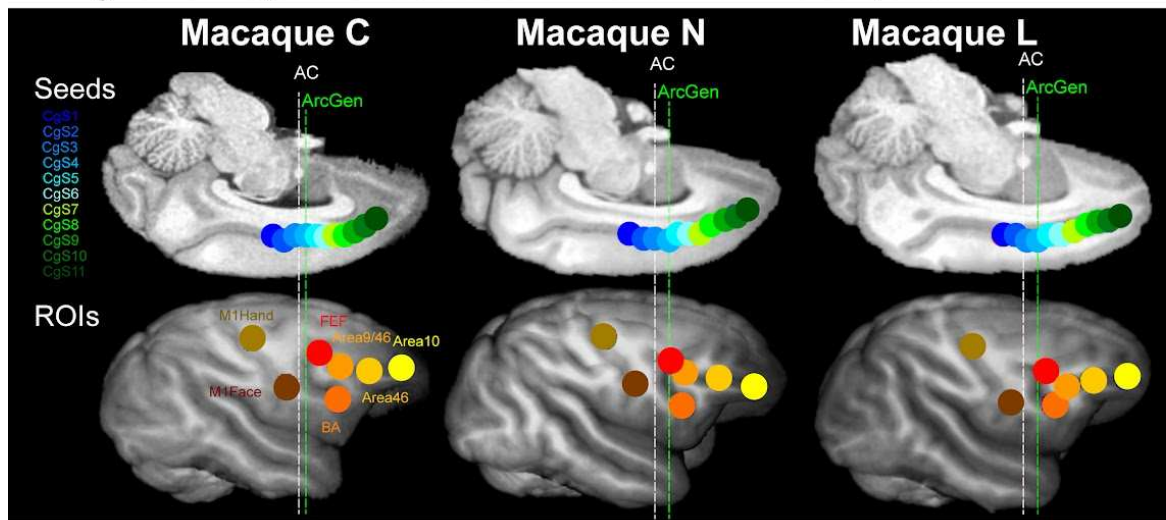 Macaque C
Macaque N
Macaque L
AC
AC
AC
ArcGen
ArcGen
ArcGen
Seeds
CgS1
CgS2
CgS3
CgS4
CgS5
CgS6
CgS7
CgS8
CgS9
CgS10
CgS11
ROIs
M1Hand
FEF
Area9/46
Area10
M1Face
Area46
BA